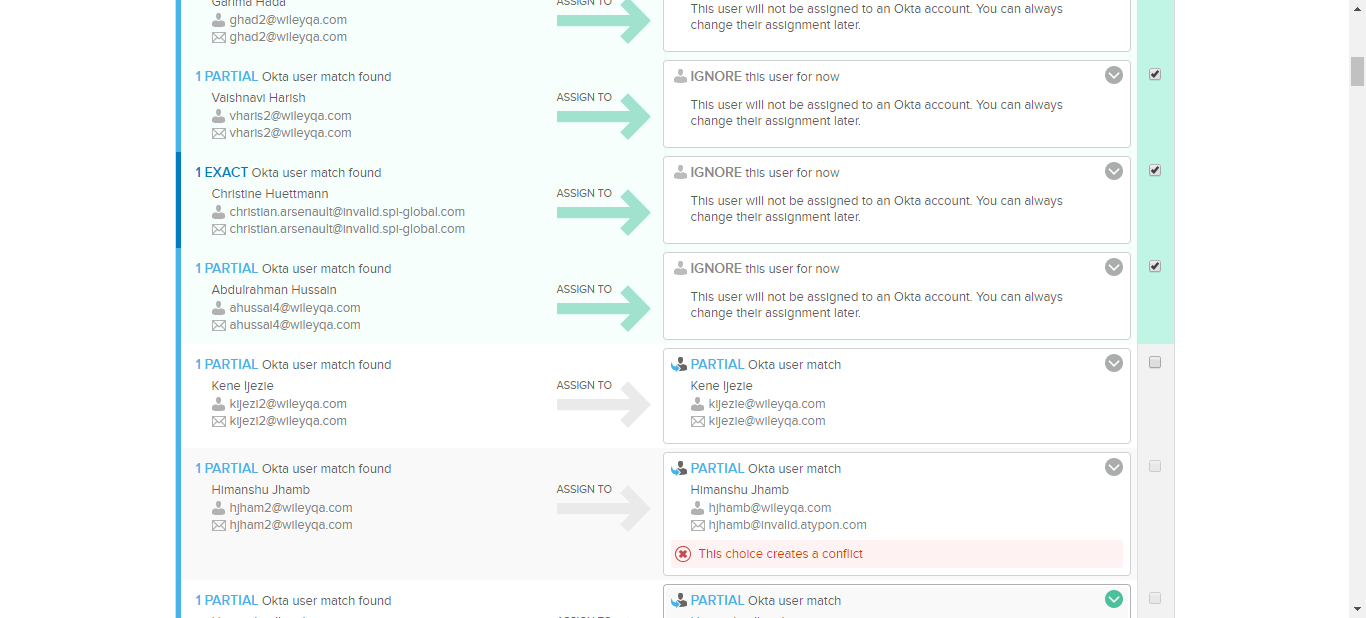 Garima Hada
ghad2@wileyqa.com
ghad2@wileyqa.com
ASSIGN TO
This user will not be assigned to an Okta account. You can always
change their assignment later.
1 PARTIAL Okta user match found
Vaishnavi Harish
vharis2@wileyqa.com
vharis2@wileyqa.com
ASSIGN TO
IGNORE this user for now
This user will not be assigned to an Okta account. You can always
change their assignment later.
1 EXACT Okta user match found
Christine Huettmann
christian.arsenault@invalid.spi-global.com
christian.arsenault@invalid.spi-global.com
ASSIGN TO
IGNORE this user for now
This user will not be assigned to an Okta account. You can always
change their assignment later.
1 PARTIAL Okta user match found
Abdulrahman Hussain
ahussai4@wileyqa.com
ahussai4@wileyqa.com
ASSIGN TO
IGNORE this user for now
This user will not be assigned to an Okta account. You can always
change their assignment later.
1 PARTIAL Okta user match found
Kene Ijezie
kijezi2@wileyqa.com
kijezi2@wileyqa.com
ASSIGN TO
PARTIAL Okta user match
Kene Ijezie
kijezie@wileyqa.com
kijezie@wileyqa.com
1 PARTIAL Okta user match found
Himanshu Jhamb
hjham2@wileyqa.com
hjham2@wileyqa.com
ASSIGN TO
PARTIAL Okta user match
Himanshu Jhamb
hjhamb@wileyqa.com
hjhamb@invalid.atypon.com
This choice creates a conflict
1 PARTIAL Okta user match found
PARTIAL Okta user match